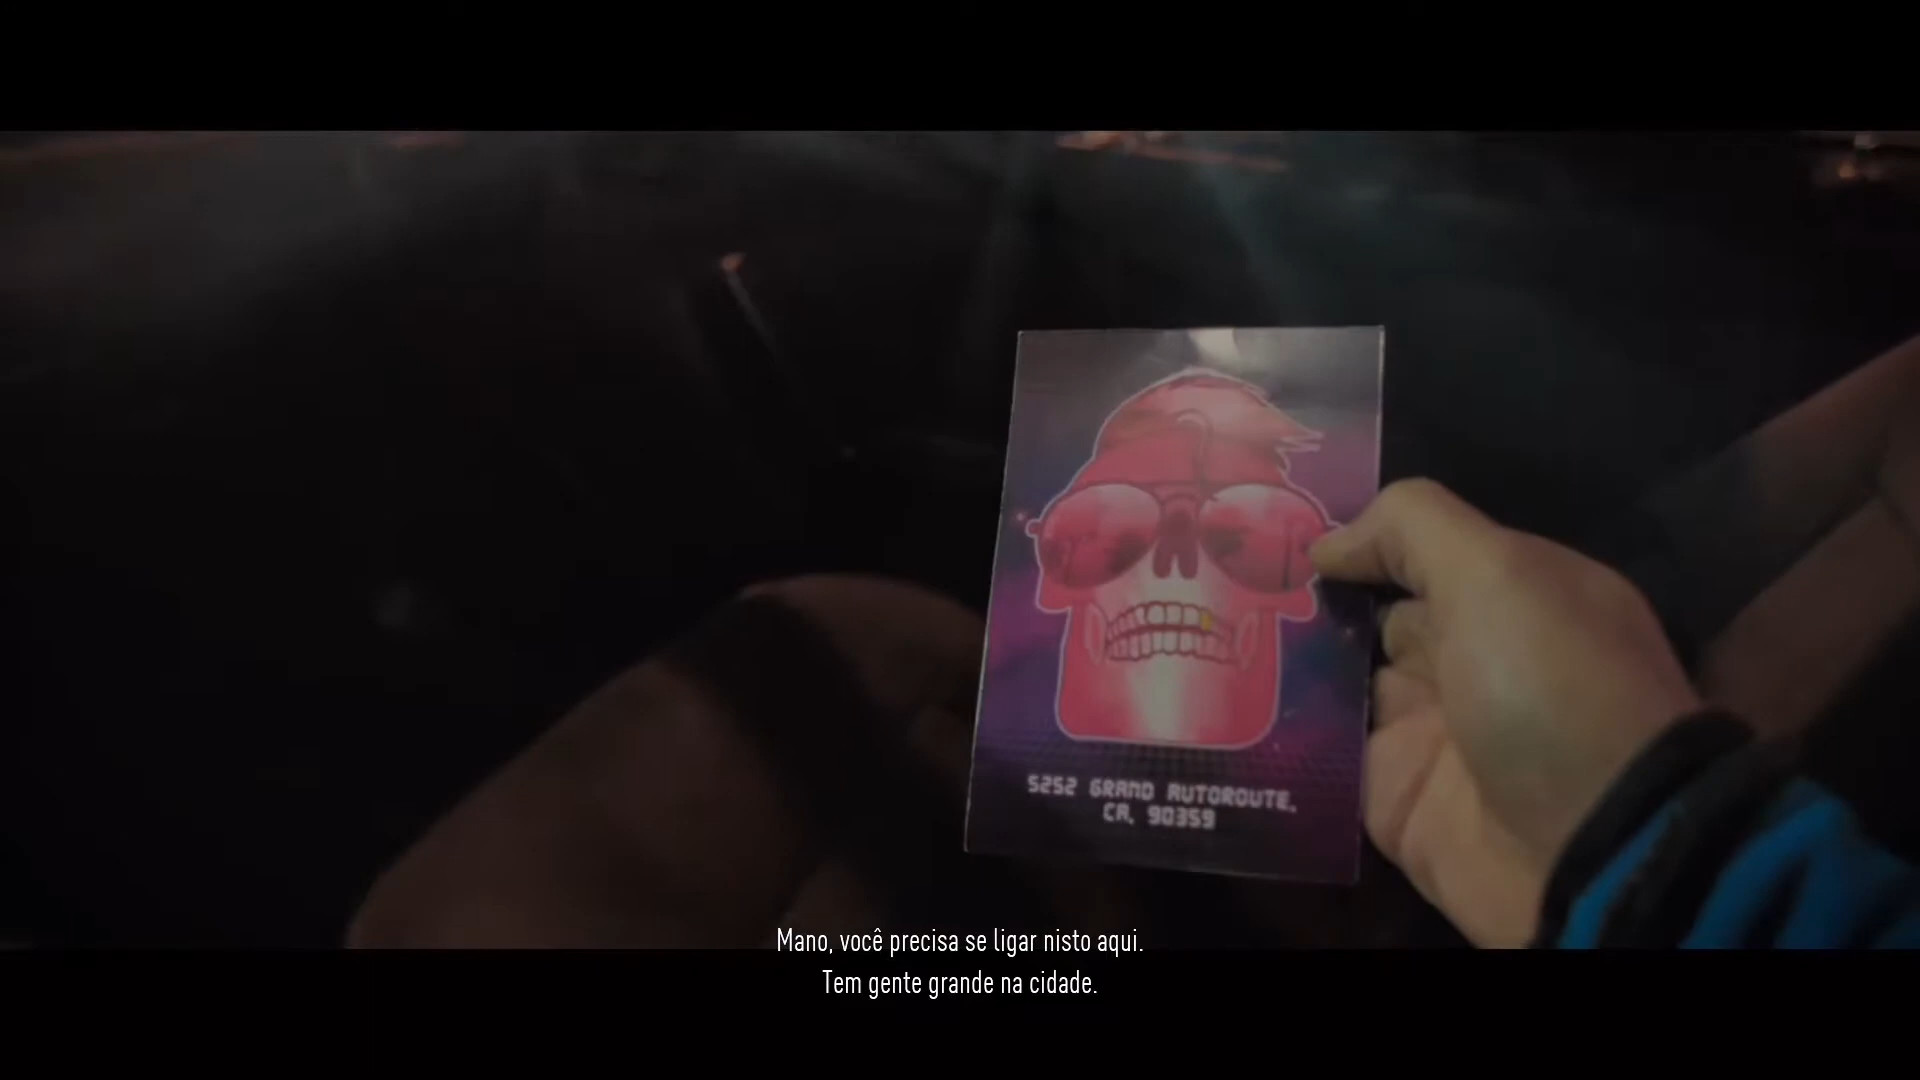 5252 GRAND AUTOROUTE,
CA, 90359
Mano, você precisa se ligar nisto aqui.
Tem gente grande na cidade.